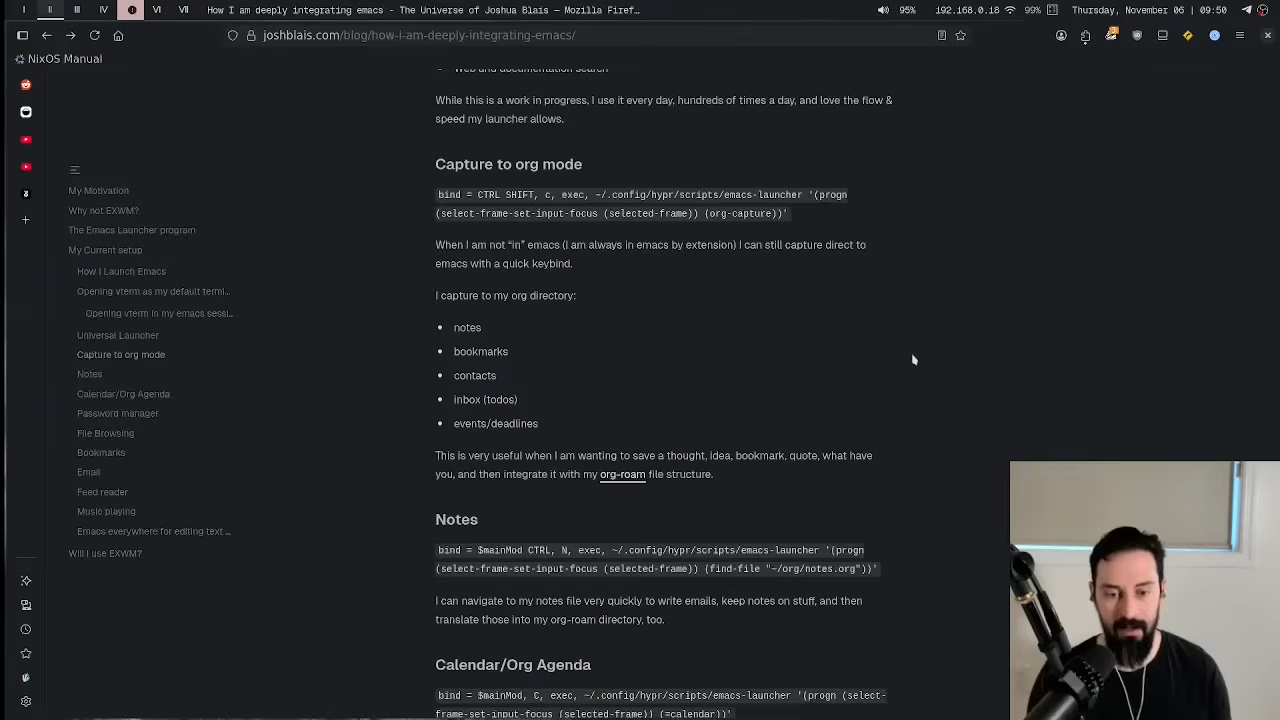 I II III IV VI VII How I am deeply integrating emacs - The Universe of Joshua Blais — Mozilla Firef… 95% 192.168.0.18 99% Thursday, November 06 | 09:50
joshblais.com/blog/how-i-am-deeply-integrating-emacs/
NixOS Manual
Web and documentation search
While this is a work in progress, I use it every day, hundreds of times a day, and love the flow &
speed my launcher allows.
Capture to org mode
bind = CTRL SHIFT, c, exec, ~/.config/hypr/scripts/emacs-launcher '(progn
(select-frame-set-input-focus (selected-frame)) (org-capture))'
When I am not “in” emacs (I am always in emacs by extension) I can still capture direct to
emacs with a quick keybind.
I capture to my org directory:
• notes
• bookmarks
• contacts
• inbox (todos)
• events/deadlines
This is very useful when I am wanting to save a thought, idea, bookmark, quote, what have
you, and then integrate it with my org-roam file structure.
Notes
bind = $mainMod CTRL, N, exec, ~/.config/hypr/scripts/emacs-launcher '(progn
(select-frame-set-input-focus (selected-frame)) (find-file "~/org/notes.org"))'
I can navigate to my notes file very quickly to write emails, keep notes on stuff, and then
translate those into my org-roam directory, too.
Calendar/Org Agenda
bind = $mainMod, C, exec, ~/.config/hypr/scripts/emacs-launcher '(progn (select-
frame-set-input-focus (selected-frame)) (=calendar))'
My Motivation
Why not EXWM?
The Emacs Launcher program
My Current setup
How I Launch Emacs
Opening vterm as my default termi…
Opening vterm in my emacs sessi…
Universal Launcher
Capture to org mode
Notes
Calendar/Org Agenda
Password manager
File Browsing
Bookmarks
Email
Feed reader
Music playing
Emacs everywhere for editing text …
Will I use EXWM?